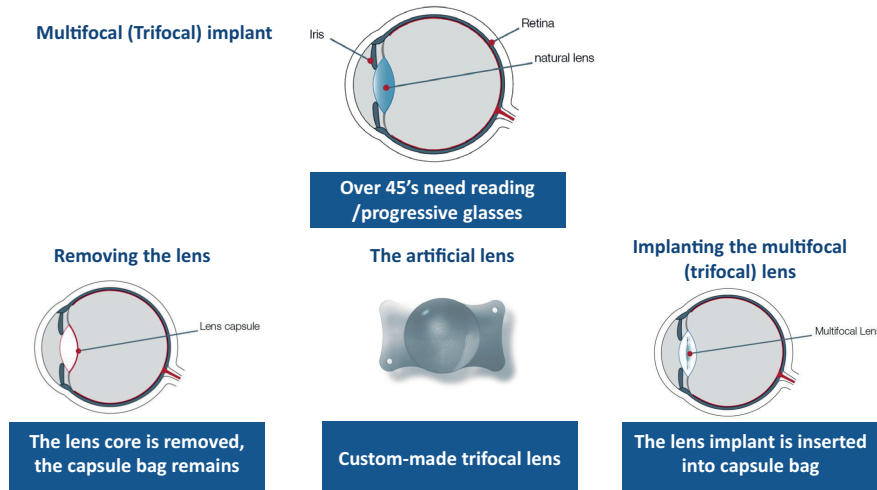 Multifocal (Trifocal) implant
Iris
Retina
natural lens
Over 45's need reading
/progressive glasses
Removing the lens
The artificial lens
Implanting the multifocal
(trifocal) lens
Lens capsule
Multifocal Len
The lens core is removed,
the capsule bag remains
Custom-made trifocal lens
The lens implant is inserted
into capsule bag